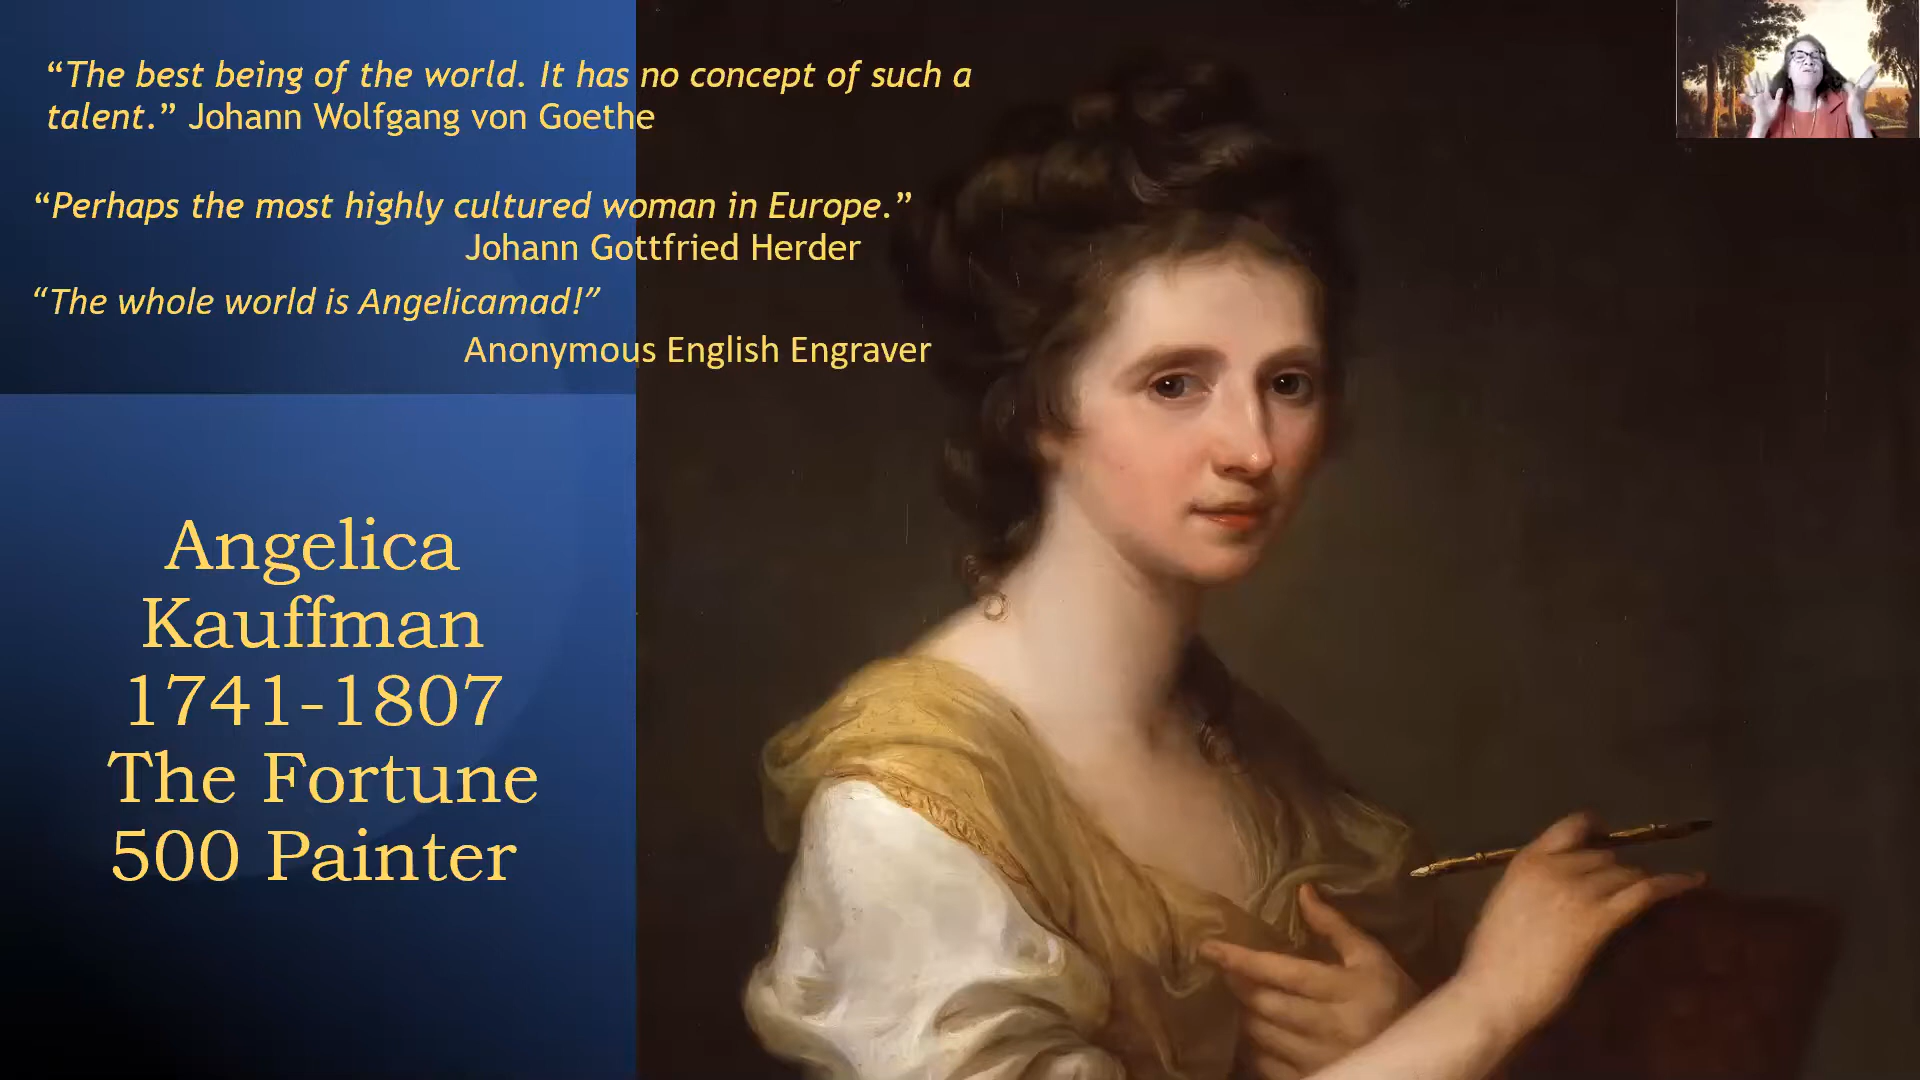 “The best being of the world. It has no concept of such a
talent.” Johann Wolfgang von Goethe
“Perhaps the most highly cultured woman in Europe.”
Johann Gottfried Herder
“The whole world is Angelicamad!”
Anonymous English Engraver
Angelica
Kauffman
1741-1807
The Fortune
500 Painter